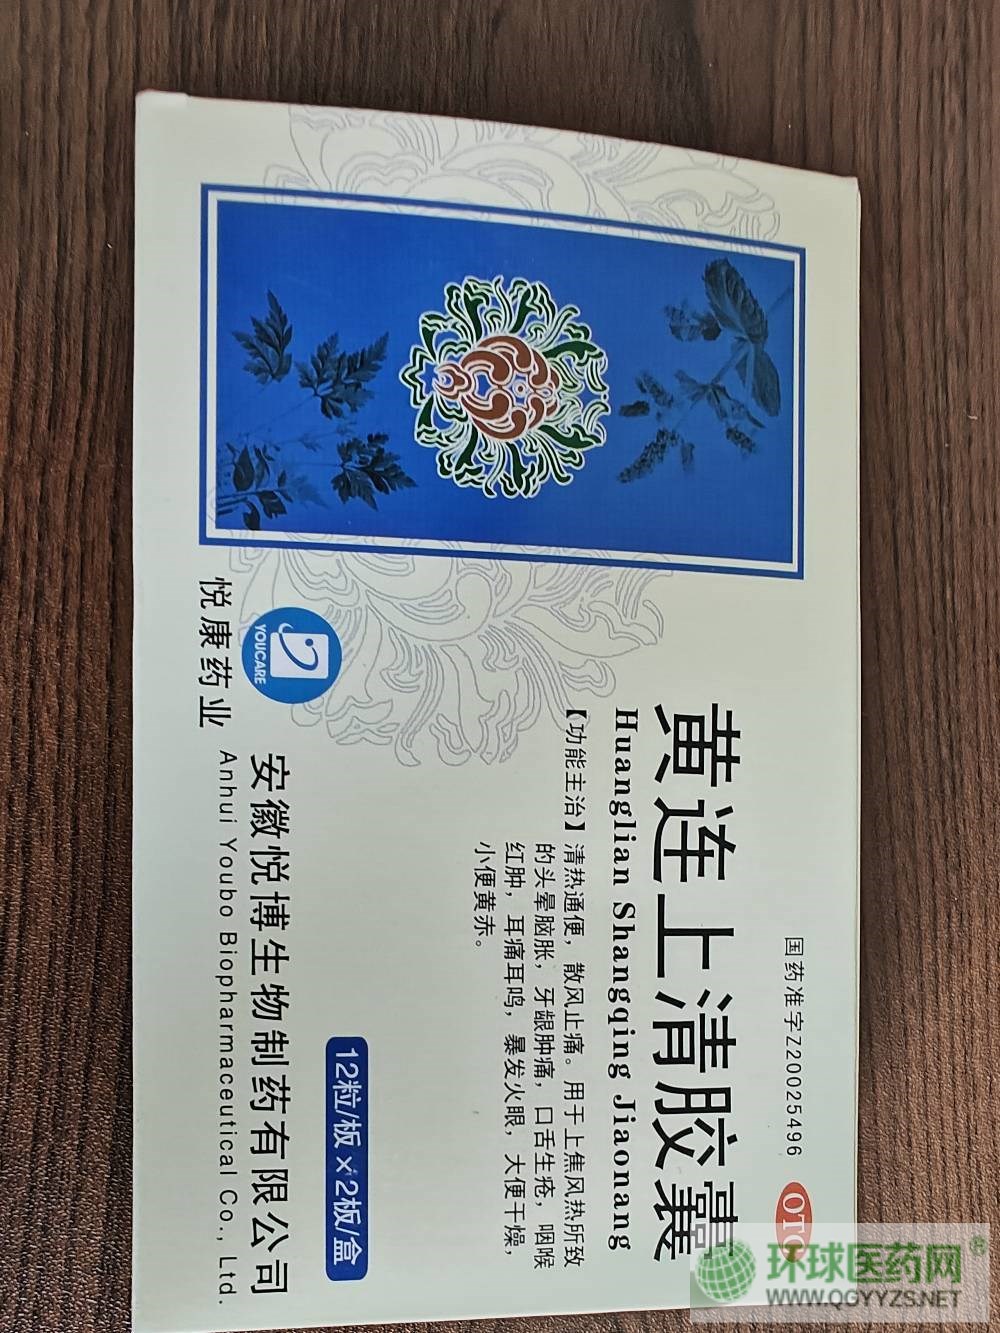 国药准字Z20025496
OTC
黄连上清胶囊
Huanglian Shangqing Jiaonang
【功能主治】清热通便，散风止痛。用于上焦风热所致
的头晕脑胀，牙龈肿痛，口舌生疮，咽喉
红肿，耳痛耳鸣，暴发火眼，大便干燥，
小便黄赤。
12粒/板×2板/盒
YOUCARE
悦康药业
安徽悦博生物制药有限公司
Anhui Youbo Biopharmaceutical Co., Ltd.
环球医药网®
WWW.QGYYZS.NET